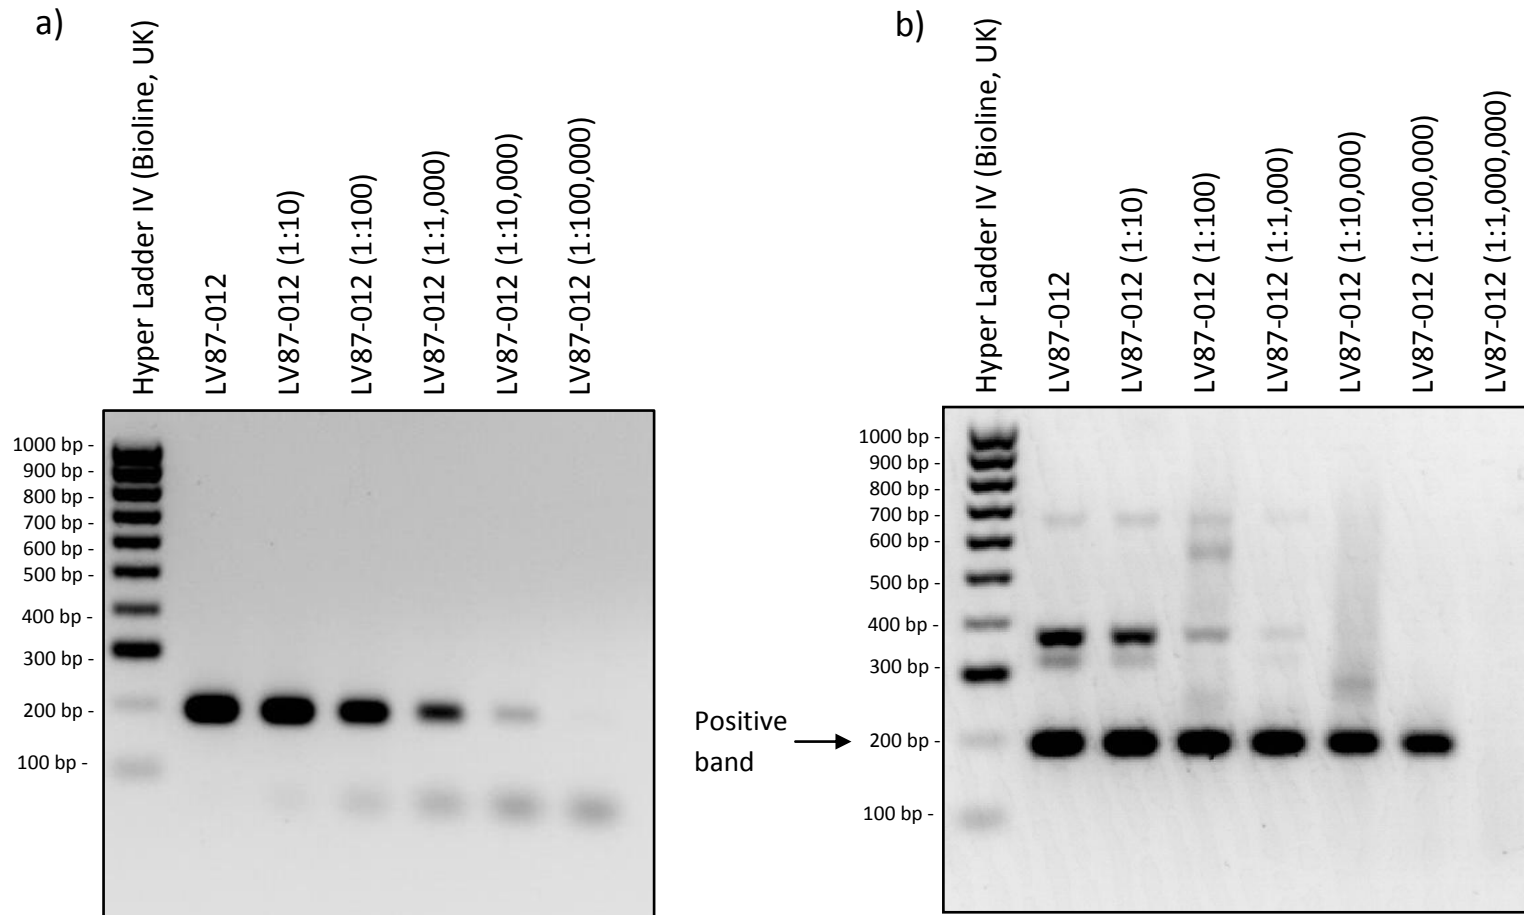 a)
Hyper Ladder IV (Bioline, UK)
LV87-012
LV87-012 (1:10)
LV87-012 (1:100)
LV87-012 (1:1,000)
LV87-012 (1:10,000)
LV87-012 (1:100,000)
1000 bp -
900 bp -
800 bp -
700 bp -
600 bp -
500 bp -
400 bp -
300 bp -
200 bp -
100 bp -
Positive
band
b)
Hyper Ladder IV (Bioline, UK)
LV87-012
LV87-012 (1:10)
LV87-012 (1:100)
LV87-012 (1:1,000)
LV87-012 (1:10,000)
LV87-012 (1:100,000)
LV87-012 (1:1,000,000)
1000 bp -
900 bp -
800 bp -
700 bp -
600 bp -
500 bp -
400 bp -
300 bp -
200 bp -
100 bp -